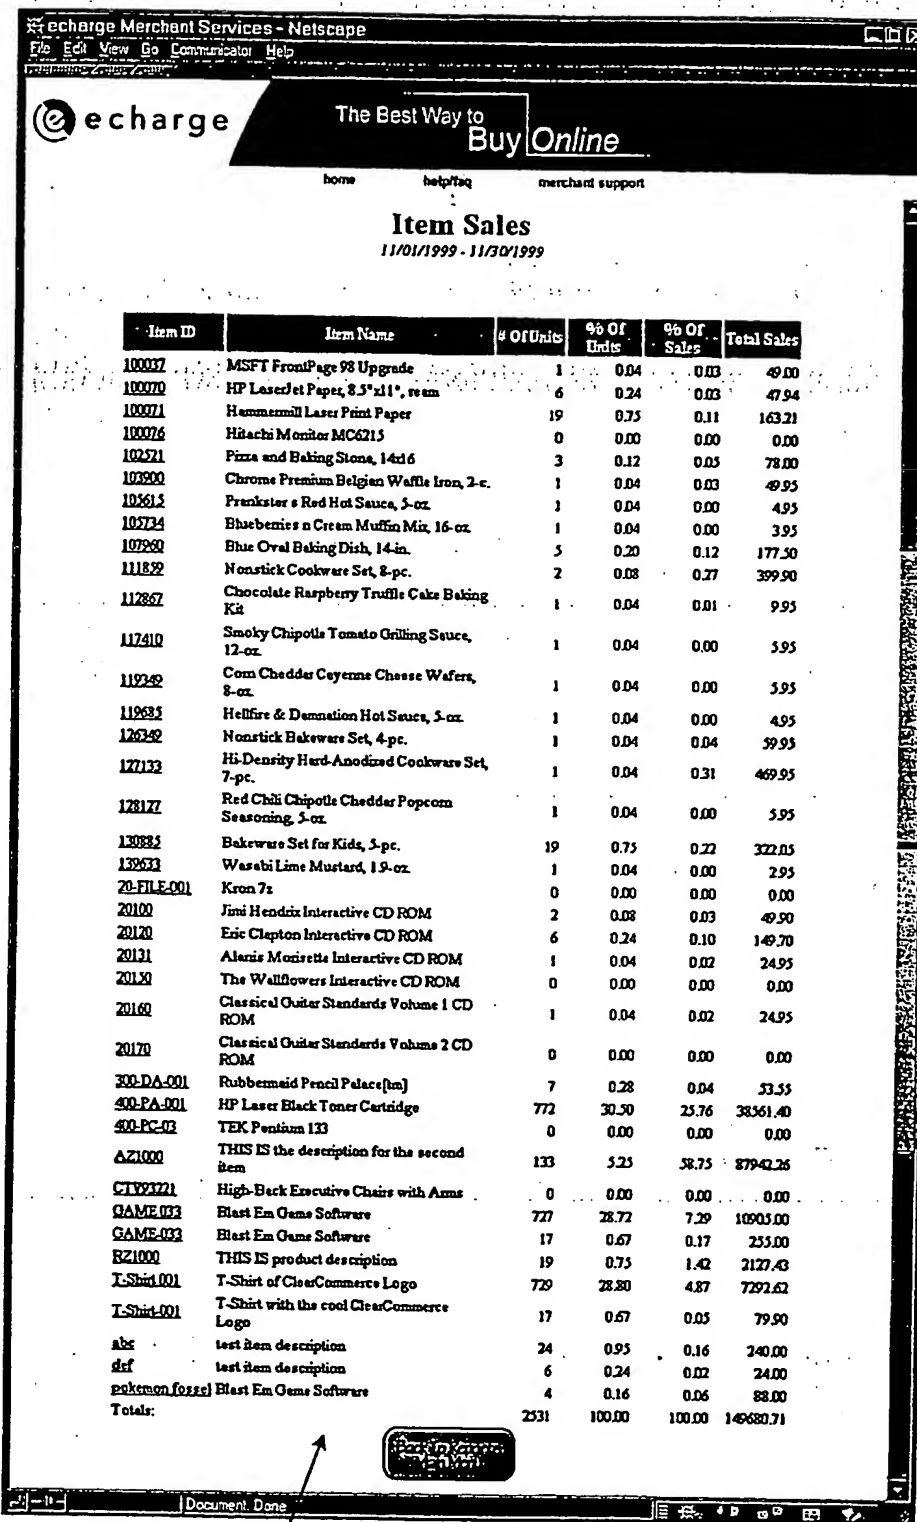 echarge Merchant Services - Netscape
File Edit View Go Communicator Help
echarge
The Best Way to
Buy Online
home help/faq merchant support
Item Sales
11/01/1999 - 11/30/1999
Item ID Item Name # Of Units % Of Units % Of Sales Total Sales
100037 MSFT FrontPage 98 Upgrade 1 0.04 0.03 49.00
100070 HP LaserJet Paper, 8.5"x11", ream 6 0.24 0.03 47.94
100071 Hammermill Laser Print Paper 19 0.75 0.11 163.21
100076 Hitachi Monitor MC6215 0 0.00 0.00 0.00
102521 Pizza and Baking Stone, 14x16 3 0.12 0.05 78.00
103900 Chrome Premium Belgian Waffle Iron, 2-c. 1 0.04 0.03 49.95
105615 Prankster s Red Hot Sauce, 5-oz. 1 0.04 0.00 4.95
105734 Blueberries n Cream Muffin Mix, 16-oz. 1 0.04 0.00 3.95
107960 Blue Oval Baking Dish, 14-in. 5 0.20 0.12 177.50
111859 Nonstick Cookware Set, 8-pc. 2 0.08 0.27 399.90
112867 Chocolate Raspberry Truffle Cake Baking
Kit 1 0.04 0.01 9.95
117410 Smoky Chipotle Tomato Grilling Sauce,
12-oz. 1 0.04 0.00 5.95
119349 Corn Cheddar Cayenne Cheese Wafers,
8-oz. 1 0.04 0.00 5.95
119685 Hellfire & Damnation Hot Sauce, 5-oz. 1 0.04 0.00 4.95
126349 Nonstick Bakeware Set, 4-pc. 1 0.04 0.04 59.95
127133 Hi-Density Hard-Anodized Cookware Set,
7-pc. 1 0.04 0.31 469.95
128127 Red Chili Chipotle Cheddar Popcorn
Seasoning, 5-oz. 1 0.04 0.00 5.95
130885 Bakeware Set for Kids, 5-pc. 19 0.75 0.22 322.05
139633 Wasabi Lime Mustard, 1.9-oz. 1 0.04 0.00 2.95
20-FILE-001 Kron 7z 0 0.00 0.00 0.00
20100 Jimi Hendrix Interactive CD ROM 2 0.08 0.03 49.90
20120 Eric Clapton Interactive CD ROM 6 0.24 0.10 149.70
20131 Alanis Morisette Interactive CD ROM 1 0.04 0.02 24.95
20150 The Wallflowers Interactive CD ROM 0 0.00 0.00 0.00
20160 Classical Guitar Standards Volume 1 CD
ROM 1 0.04 0.02 24.95
20170 Classical Guitar Standards Volume 2 CD
ROM 0 0.00 0.00 0.00
300-DA-001 Rubbermaid Pencil Palace[tm] 7 0.28 0.04 53.55
400-PA-001 HP Laser Black Toner Cartridge 772 30.50 25.76 38561.40
400-PC-03 TEK Pentium 133 0 0.00 0.00 0.00
AZ1000 THIS IS the description for the second
item 133 5.25 58.75 87942.26
CTV93221 High-Back Executive Chairs with Arms 0 0.00 0.00 0.00
GAME 033 Blast Em Game Software 727 28.72 7.29 10905.00
GAME-033 Blast Em Game Software 17 0.67 0.17 255.00
RZ1000 THIS IS product description 19 0.75 1.42 2127.43
T-Shirt 001 T-Shirt of ClearCommerce Logo 729 28.80 4.87 7292.62
T-Shirt-001 T-Shirt with the cool ClearCommerce
Logo 17 0.67 0.05 79.90
abc test item description 24 0.95 0.16 240.00
def test item description 6 0.24 0.02 24.00
pokemon fossel Blast Em Game Software 4 0.16 0.06 88.00
Totals: 2531 100.00 100.00 149680.71
Document. Done